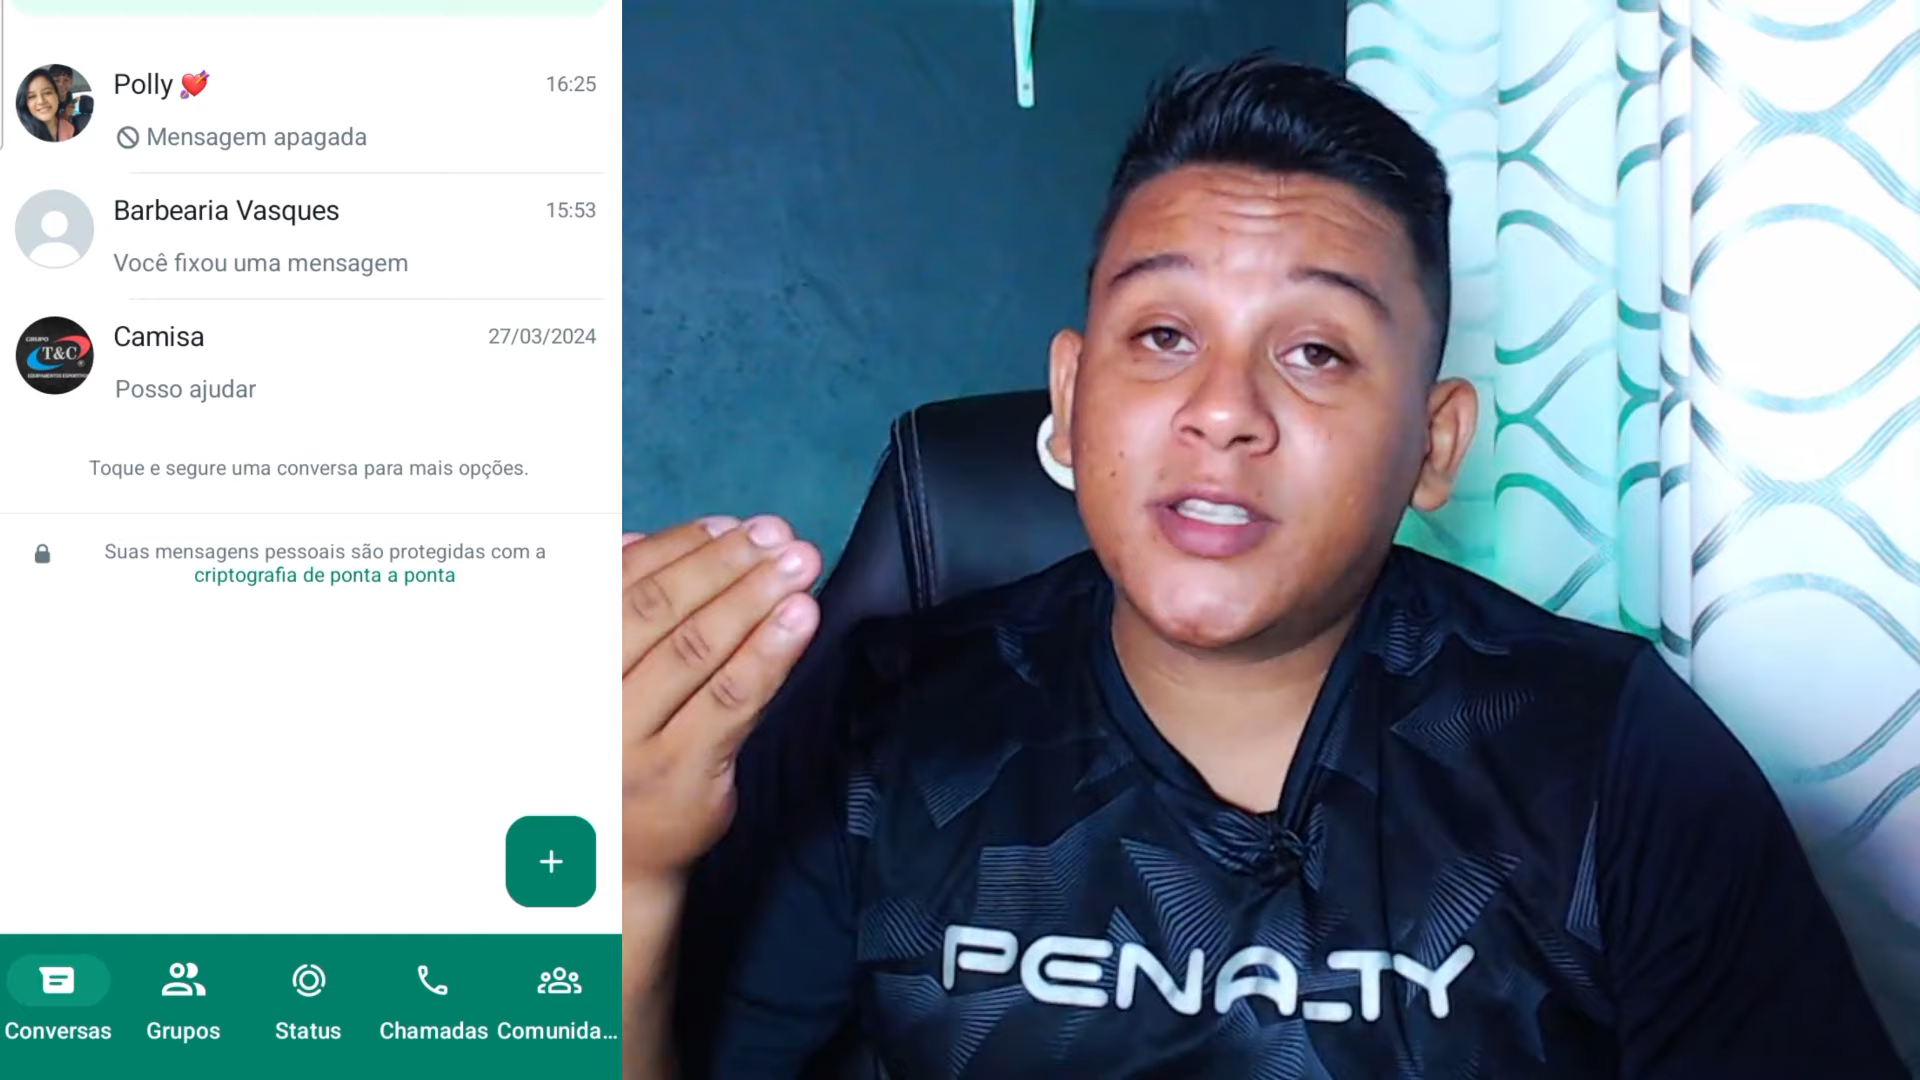 Polly
16:25
Mensagem apagada
Barbearia Vasques
15:53
Você fixou uma mensagem
GRUPO
T&C
®
Camisa
27/03/2024
Posso ajudar
Toque e segure uma conversa para mais opções.
Suas mensagens pessoais são protegidas com a
criptografia de ponta a ponta
Conversas
Grupos
Status
Chamadas
Comunida...
PENALTY